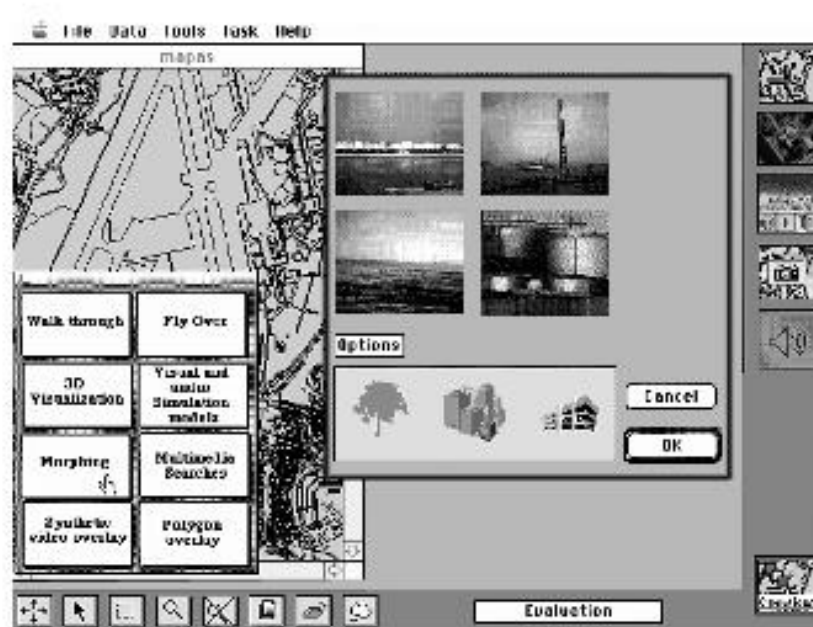 File Data Tools Task Help
mapas
Walk through
Fly Over
3D
Visualization
Visual and
audio
Simulation
models
Morphing
Multimedia
Searches
Synthetic
video overlay
Polygon
overlay
Options
Cancel
OK
Evaluation